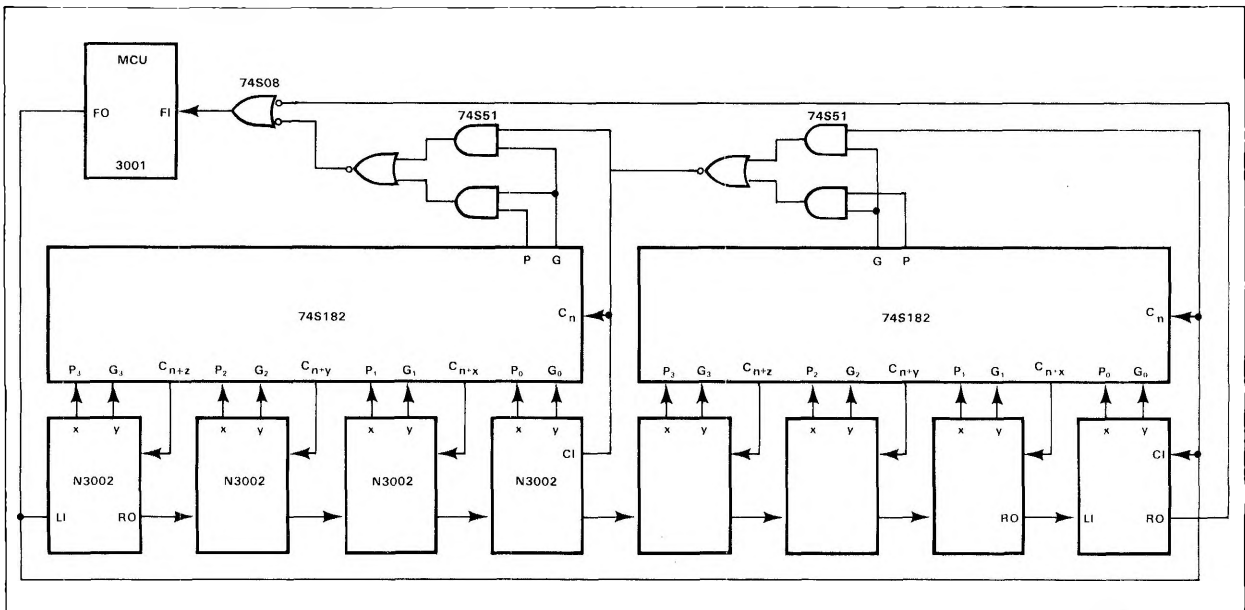 MCU
FO FI
3001
74S08
74S51
74S51
P G
G P
74S182
Cn
74S182
Cn
P3 G3 Cn+z P2 G2 Cn+y P1 G1 Cn+x P0 G0
P3 G3 Cn+z P2 G2 Cn+y P1 G1 Cn+x P0 G0
x y x y x y x y
x y x y x y x y
CI
CI
N3002 N3002 N3002 N3002
LI RO
RO LI RO